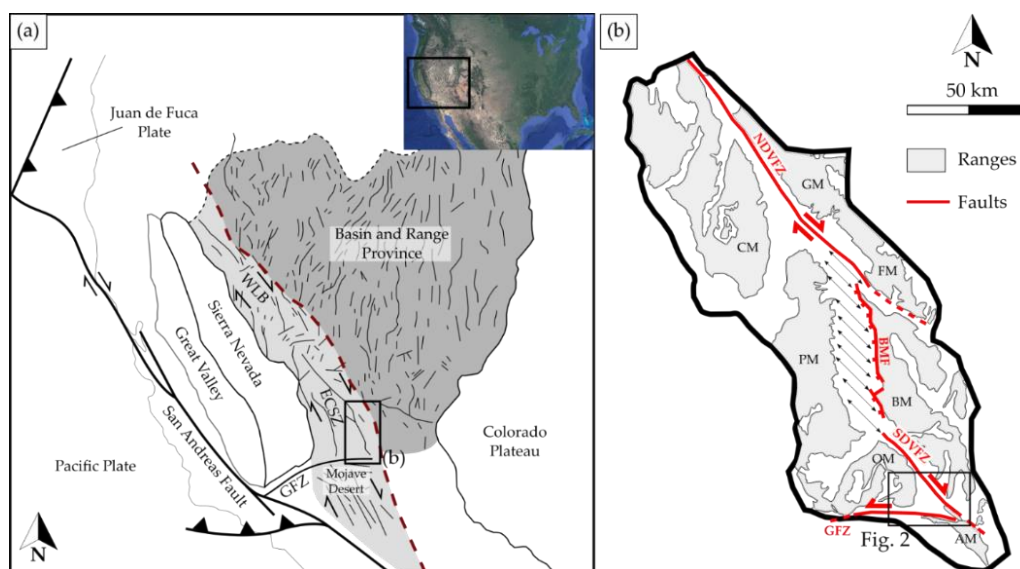 (a)
Juan de Fuca
Plate
Basin and Range
Province
WLB
Sierra Nevada
Great Valley
ECSZ
San Andreas Fault
(b)
Colorado
Plateau
Pacific Plate
GFZ
Mojave
Desert
N
(b)
N
50 km
Ranges
Faults
NDVFZ
GM
CM
FM
PM
BMF
BM
SDVFZ
OM
GFZ
Fig. 2
AM